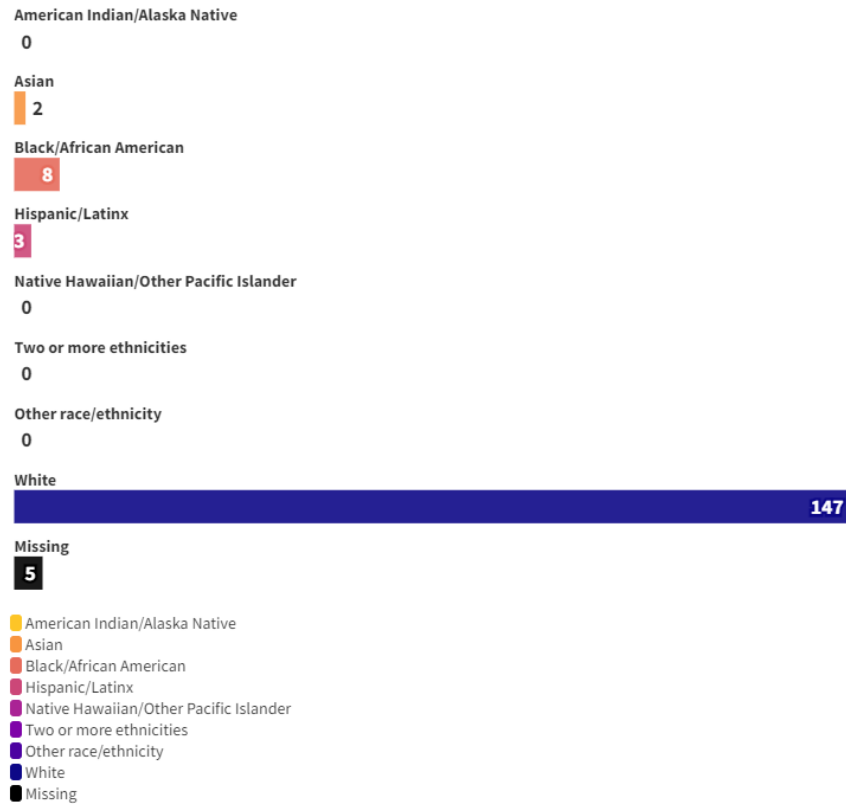 American Indian/Alaska Native
0
Asian
2
Black/African American
8
Hispanic/Latinx
3
Native Hawaiian/Other Pacific Islander
0
Two or more ethnicities
0
Other race/ethnicity
0
White
147
Missing
5
American Indian/Alaska Native
Asian
Black/African American
Hispanic/Latinx
Native Hawaiian/Other Pacific Islander
Two or more ethnicities
Other race/ethnicity
White
Missing